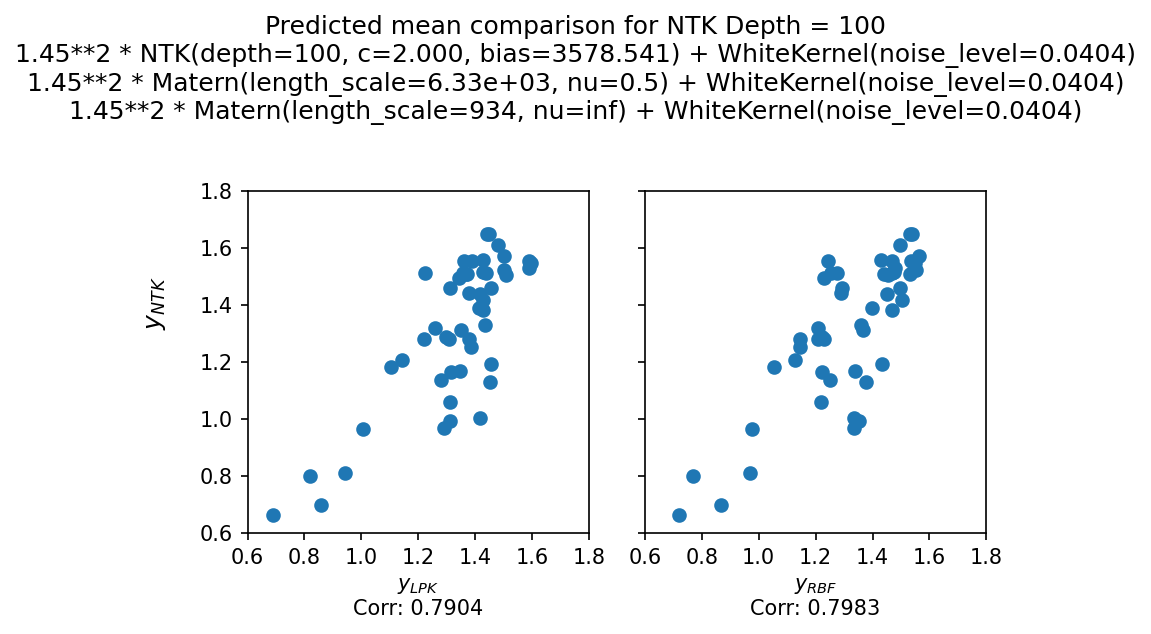 Predicted mean comparison for NTK Depth = 100
1.45**2 * NTK(depth=100, c=2.000, bias=3578.541) + WhiteKernel(noise_level=0.0404)
1.45**2 * Matern(length_scale=6.33e+03, nu=0.5) + WhiteKernel(noise_level=0.0404)
1.45**2 * Matern(length_scale=934, nu=inf) + WhiteKernel(noise_level=0.0404)
1.8
1.6
1.4
1.2
1.0
0.8
0.6
y_NTK
0.6 0.8 1.0 1.2 1.4 1.6 1.8
y_LPK
Corr: 0.7904
0.6 0.8 1.0 1.2 1.4 1.6 1.8
y_RBF
Corr: 0.7983